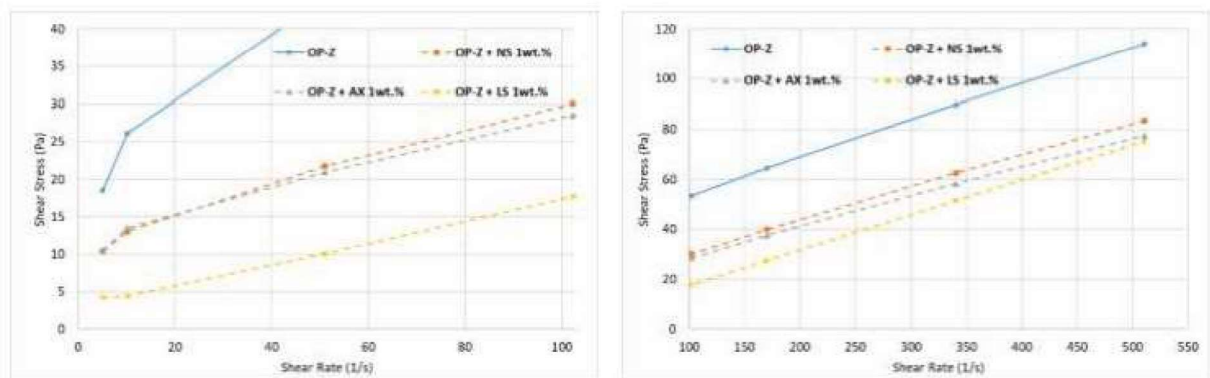 40
35
30
25
20
15
10
5
0
OP-Z
OP-Z + NS 1wt.%
OP-Z + AX 1wt.%
OP-Z + LS 1wt.%
Shear Stress (Pa)
0 20 40 60 80 100
Shear Rate (1/s)
120
100
80
60
40
20
0
OP-Z
OP-Z + NS 1wt.%
OP-Z + AX 1wt.%
OP-Z + LS 1wt.%
Shear Stress (Pa)
100 150 200 250 300 350 400 450 500 550
Shear Rate (1/s)